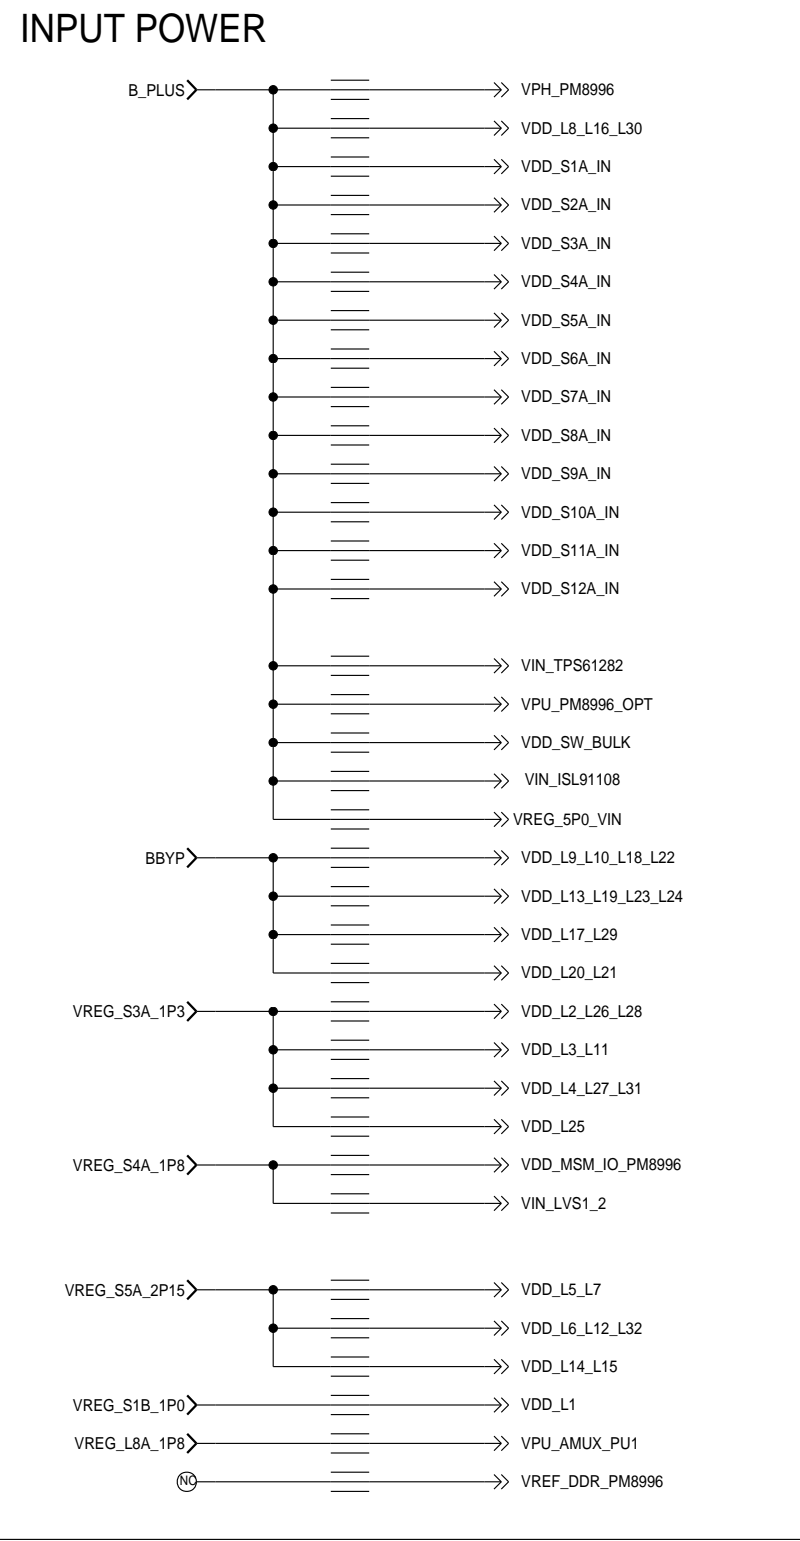 INPUT POWER
B_PLUS VPH_PM8996
VDD_L8_L16_L30
VDD_S1A_IN
VDD_S2A_IN
VDD_S3A_IN
VDD_S4A_IN
VDD_S5A_IN
VDD_S6A_IN
VDD_S7A_IN
VDD_S8A_IN
VDD_S9A_IN
VDD_S10A_IN
VDD_S11A_IN
VDD_S12A_IN
VIN_TPS61282
VPU_PM8996_OPT
VDD_SW_BULK
VIN_ISL91108
VREG_5P0_VIN
BBYP VDD_L9_L10_L18_L22
VDD_L13_L19_L23_L24
VDD_L17_L29
VDD_L20_L21
VREG_S3A_1P3 VDD_L2_L26_L28
VDD_L3_L11
VDD_L4_L27_L31
VDD_L25
VREG_S4A_1P8 VDD_MSM_IO_PM8996
VIN_LVS1_2
VREG_S5A_2P15 VDD_L5_L7
VDD_L6_L12_L32
VDD_L14_L15
VREG_S1B_1P0 VDD_L1
VREG_L8A_1P8 VPU_AMUX_PU1
NC VREF_DDR_PM8996